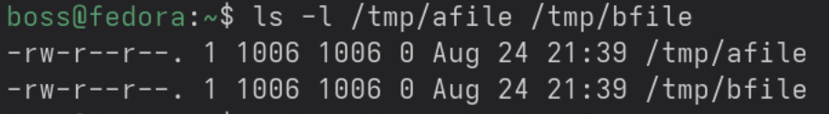 boss@fedora:~$ ls -l /tmp/afile /tmp/bfile
-rw-r--r--. 1 1006 1006 0 Aug 24 21:39 /tmp/afile
-rw-r--r--. 1 1006 1006 0 Aug 24 21:39 /tmp/bfile